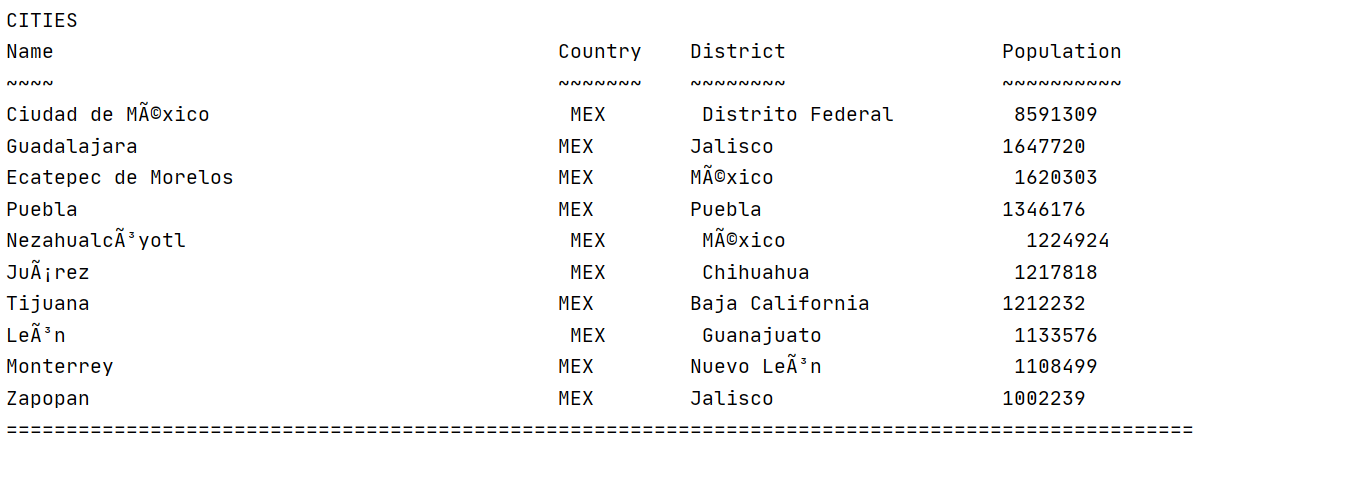 CITIES
Name Country District Population
~~~~ ~~~~~~~ ~~~~~~~~ ~~~~~~~~~~
Ciudad de MÃ©xico MEX Distrito Federal 8591309
Guadalajara MEX Jalisco 1647720
Ecatepec de Morelos MEX MÃ©xico 1620303
Puebla MEX Puebla 1346176
NezahualcÃ³yotl MEX MÃ©xico 1224924
JuÃ¡rez MEX Chihuahua 1217818
Tijuana MEX Baja California 1212232
LeÃ³n MEX Guanajuato 1133576
Monterrey MEX Nuevo LeÃ³n 1108499
Zapopan MEX Jalisco 1002239
===================================================================================================